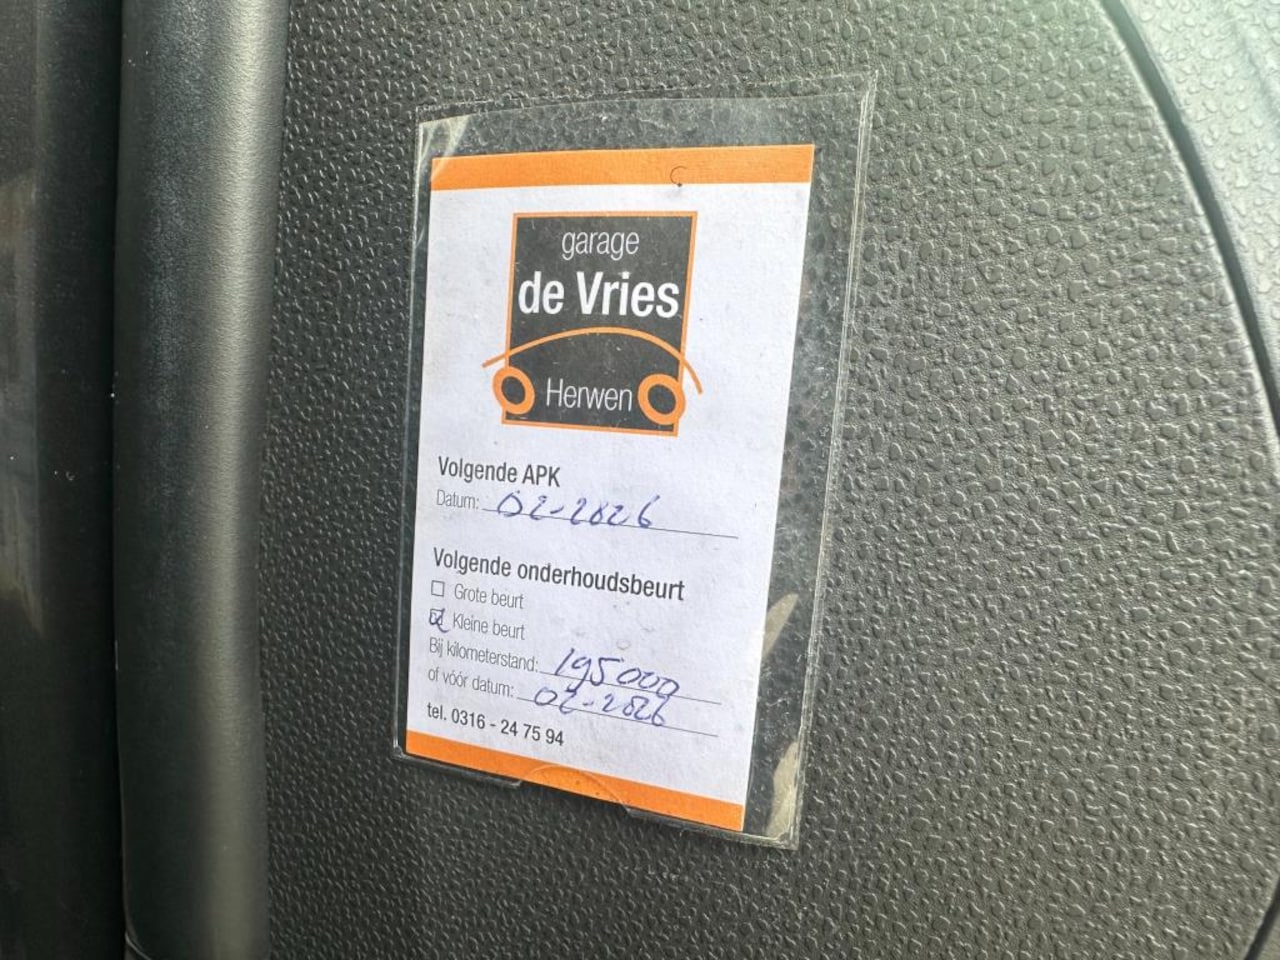 garage
de Vries
Herwen
Volgende APK
Datum: 02-2026
Volgende onderhoudsbeurt
☐ Grote beurt
☒ Kleine beurt
Bij kilometerstand: 195000
of vóór datum: 02-2026
tel. 0316 - 24 75 94